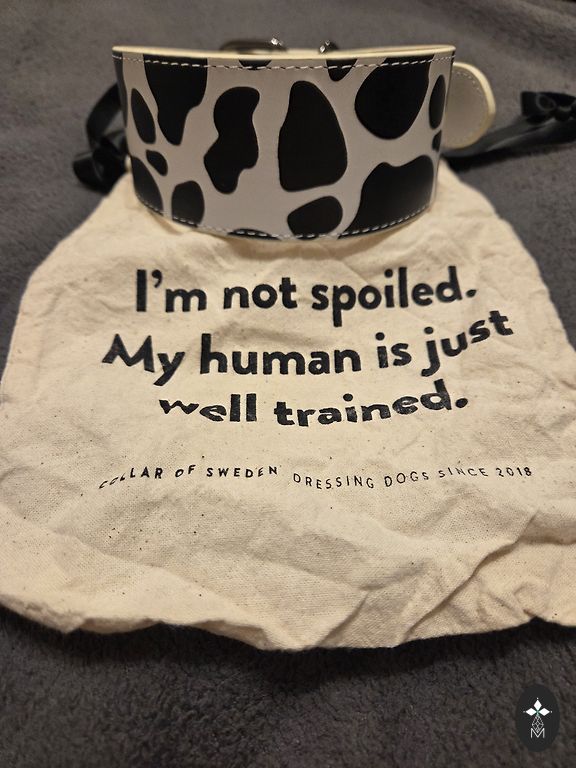 I'm not spoiled.
My human is just
well trained.
COLLAR OF SWEDEN DRESSING DOGS SINCE 2018
M